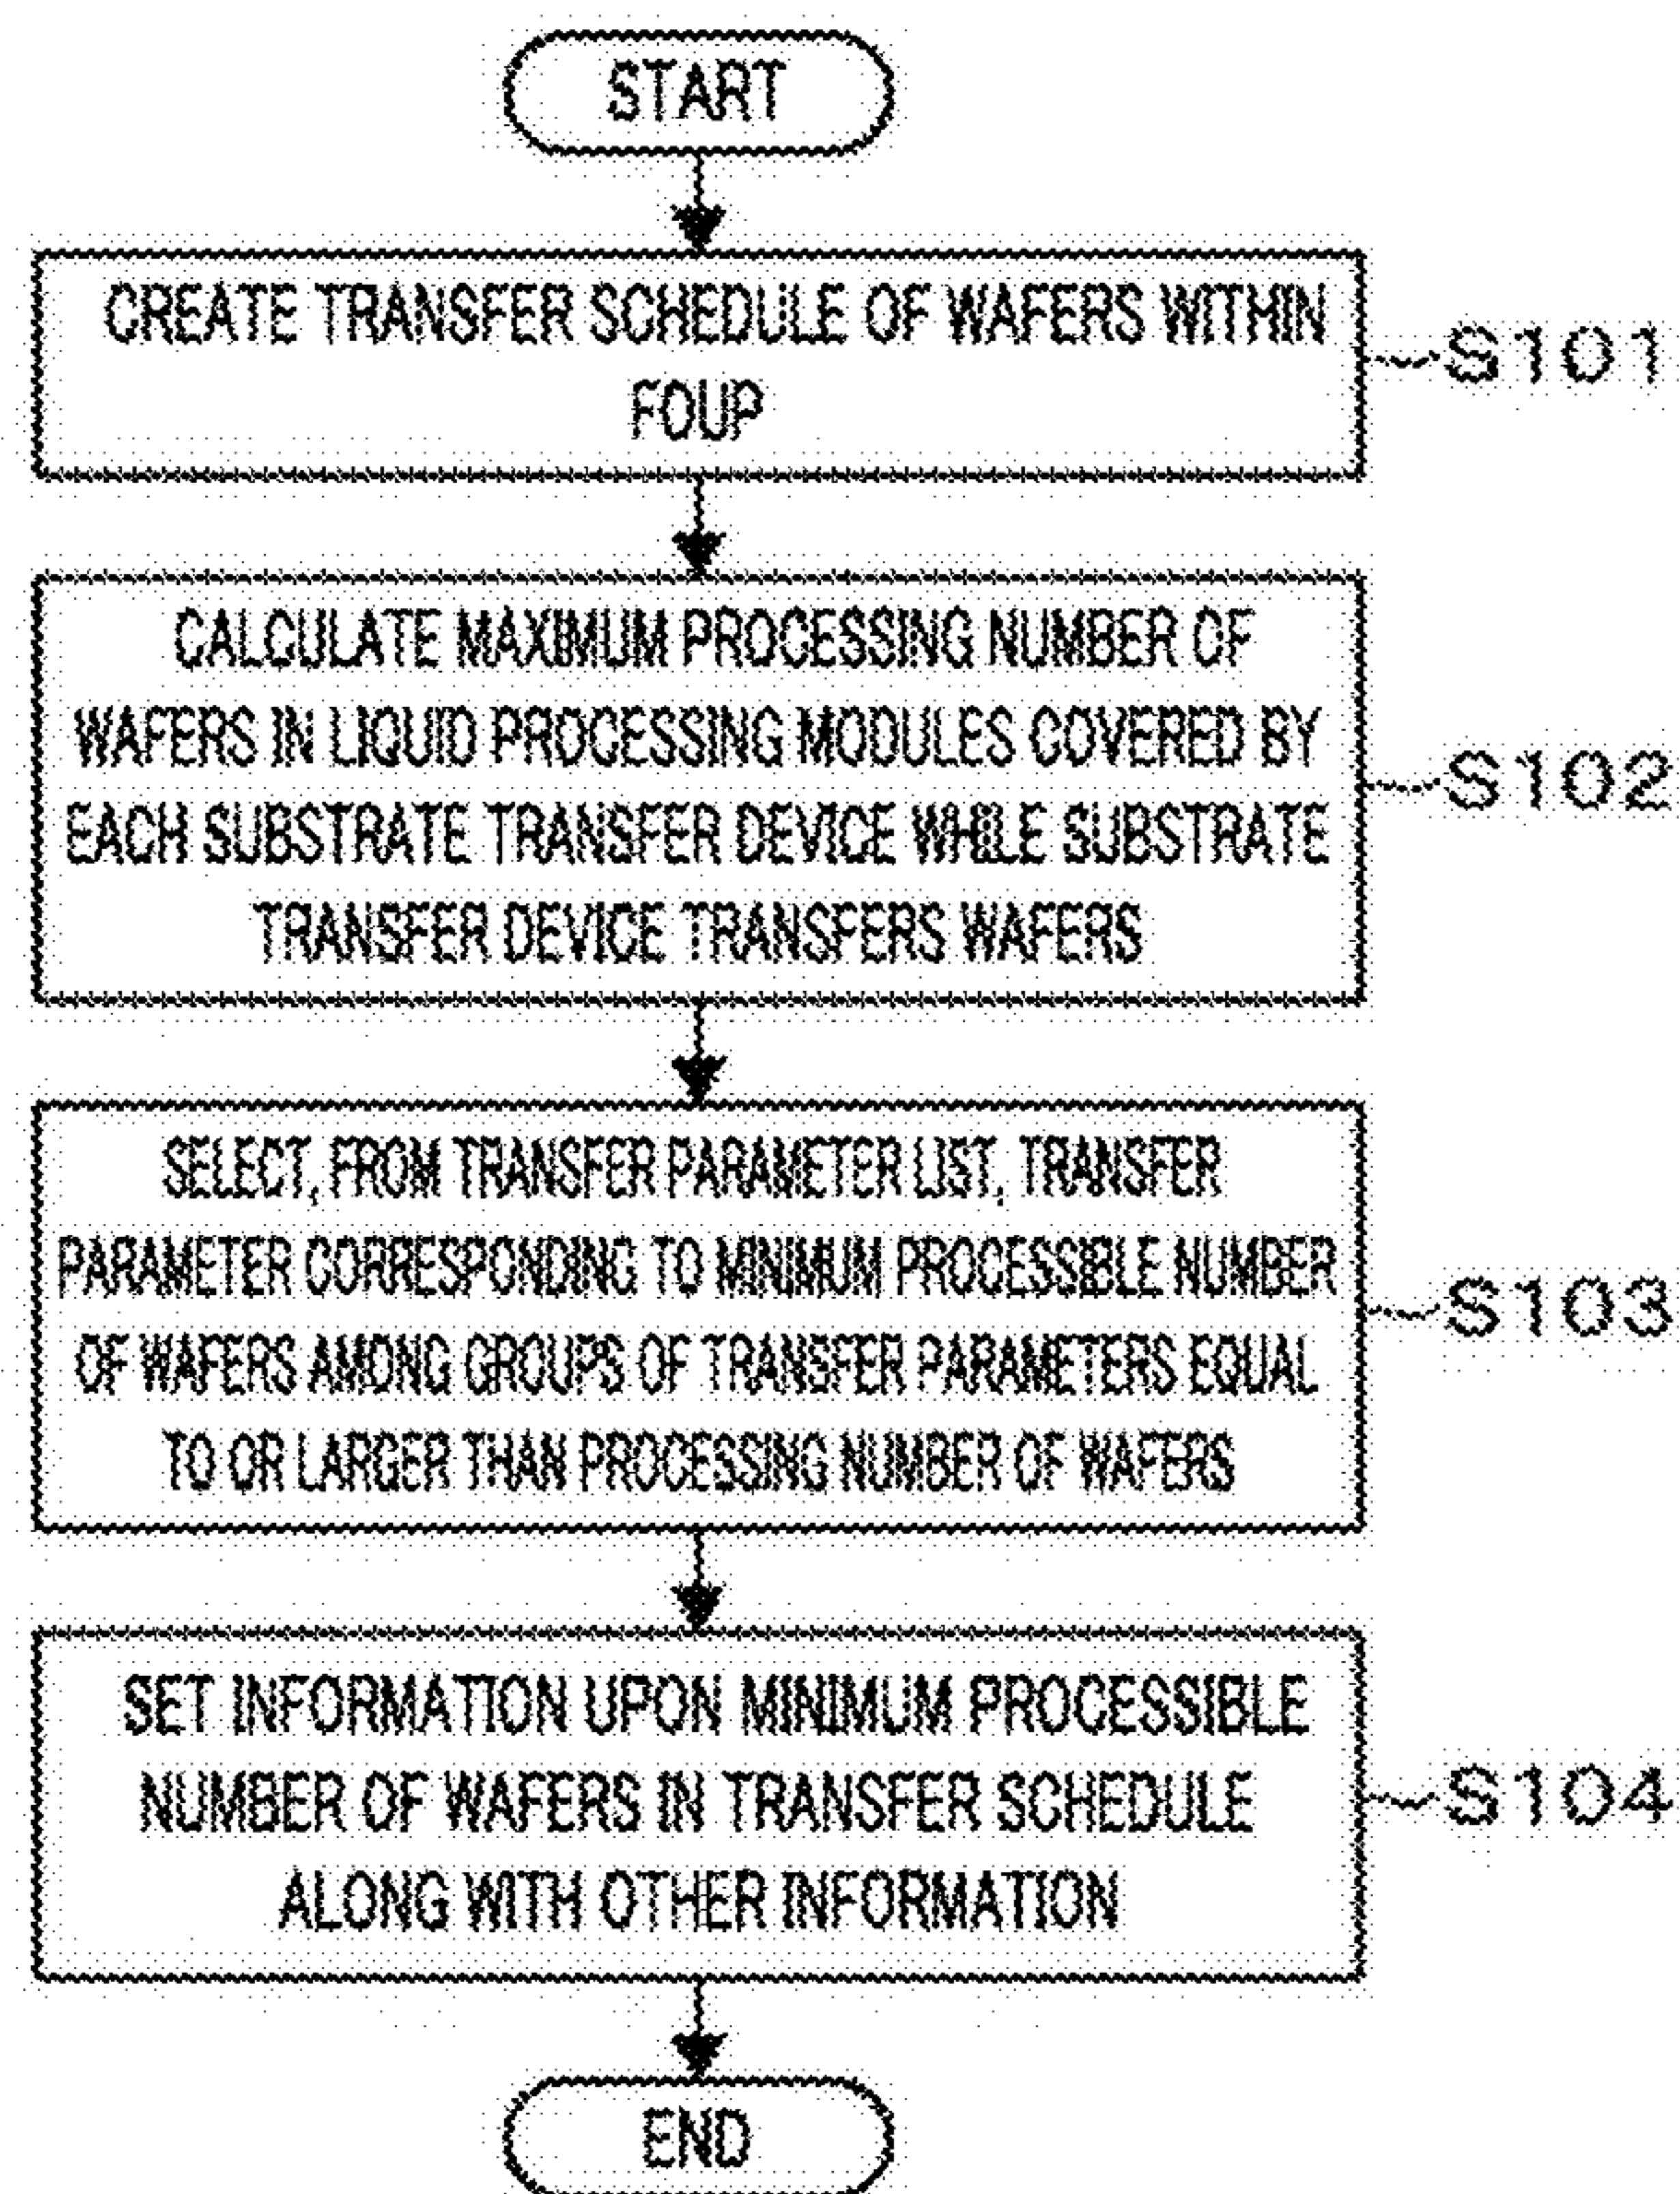 START
CREATE TRANSFER SCHEDULE OF WAFERS WITHIN
FOUP
S101
CALCULATE MAXIMUM PROCESSING NUMBER OF
WAFERS IN LIQUID PROCESSING MODULES COVERED BY
EACH SUBSTRATE TRANSFER DEVICE WHILE SUBSTRATE
TRANSFER DEVICE TRANSFERS WAFERS
S102
SELECT, FROM TRANSFER PARAMETER LIST, TRANSFER
PARAMETER CORRESPONDING TO MINIMUM PROCESSIBLE NUMBER
OF WAFERS AMONG GROUPS OF TRANSFER PARAMETERS EQUAL
TO OR LARGER THAN PROCESSING NUMBER OF WAFERS
S103
SET INFORMATION UPON MINIMUM PROCESSIBLE
NUMBER OF WAFERS IN TRANSFER SCHEDULE
ALONG WITH OTHER INFORMATION
S104
END